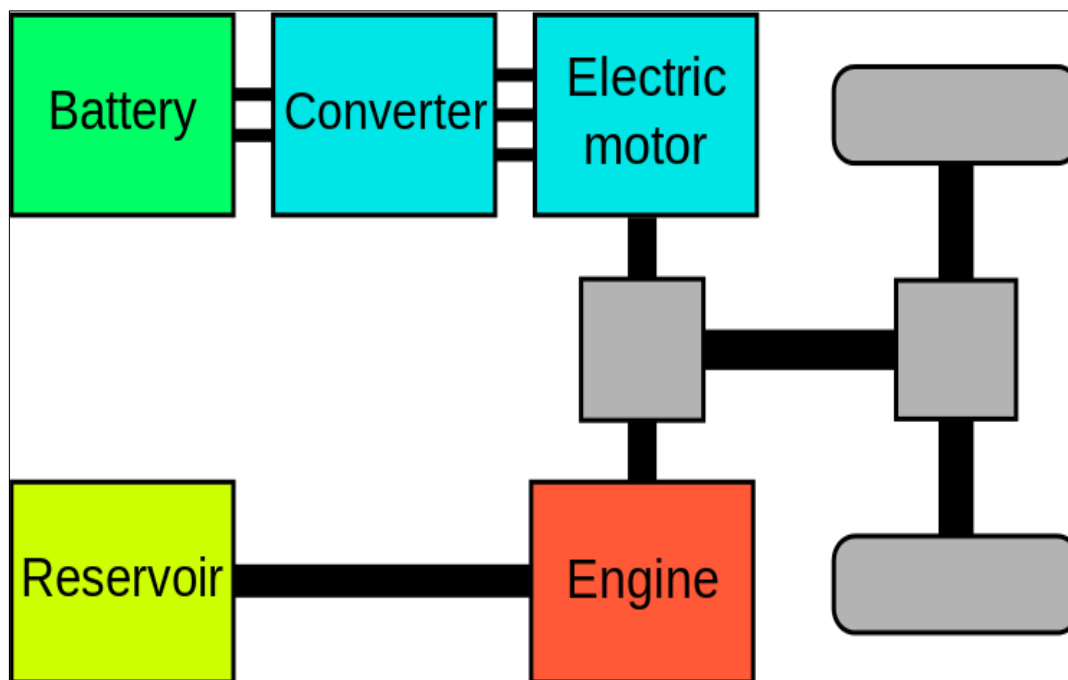 Battery
Converter
Electric
motor
Reservoir
Engine